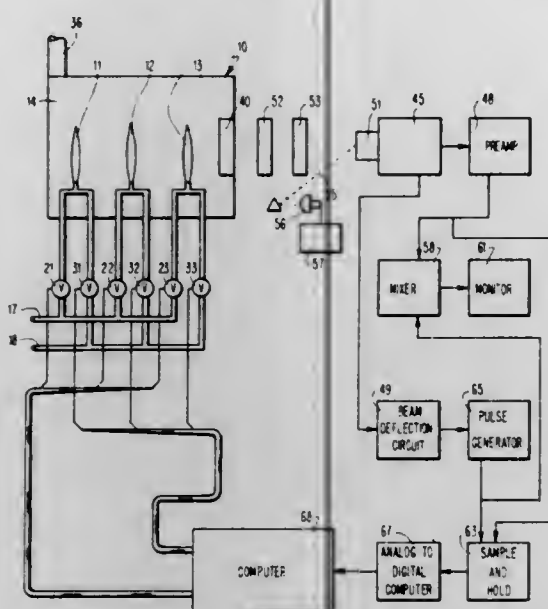 36
11
12
13
10
14
40
52
53
51
45
48
PREAMP
35
56
57
58
61
MIXER
MONITOR
21
31
22
32
23
33
V V V V V V
17
18
49
65
BEAM
DEFLECTION
CIRCUIT
PULSE
GENERATOR
68
67
63
COMPUTER
ANALOG TO
DIGITAL
COMPUTER
SAMPLE
AND
HOLD